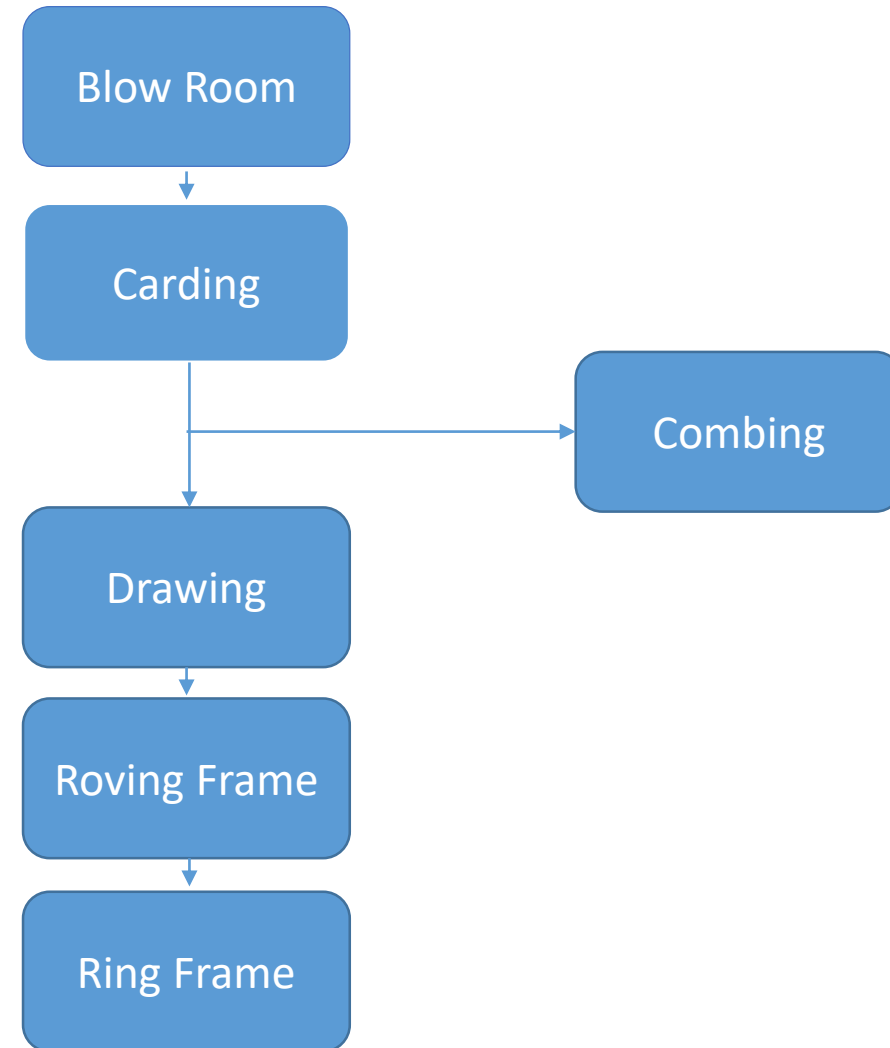 Blow Room
Carding
Combing
Drawing
Roving Frame
Ring Frame